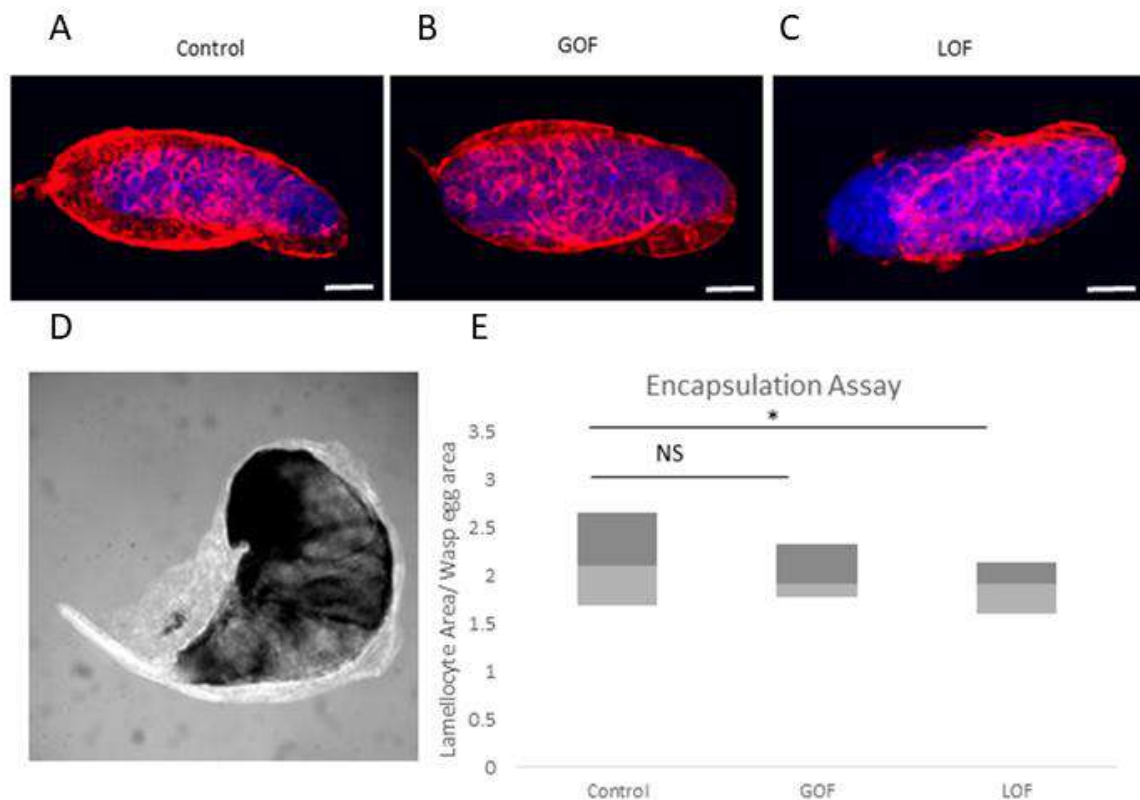 A
Control
B
GOF
C
LOF
D
E
Encapsulation Assay
*
NS
Lamellocyte Area/ Wasp egg area
3.5
3
2.5
2
1.5
1
0.5
0
Control
GOF
LOF